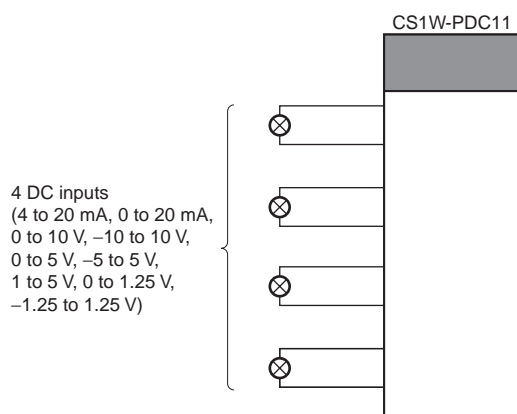 CS1W-PDC11
4 DC inputs
(4 to 20 mA, 0 to 20 mA,
0 to 10 V, −10 to 10 V,
0 to 5 V, −5 to 5 V,
1 to 5 V, 0 to 1.25 V,
−1.25 to 1.25 V)